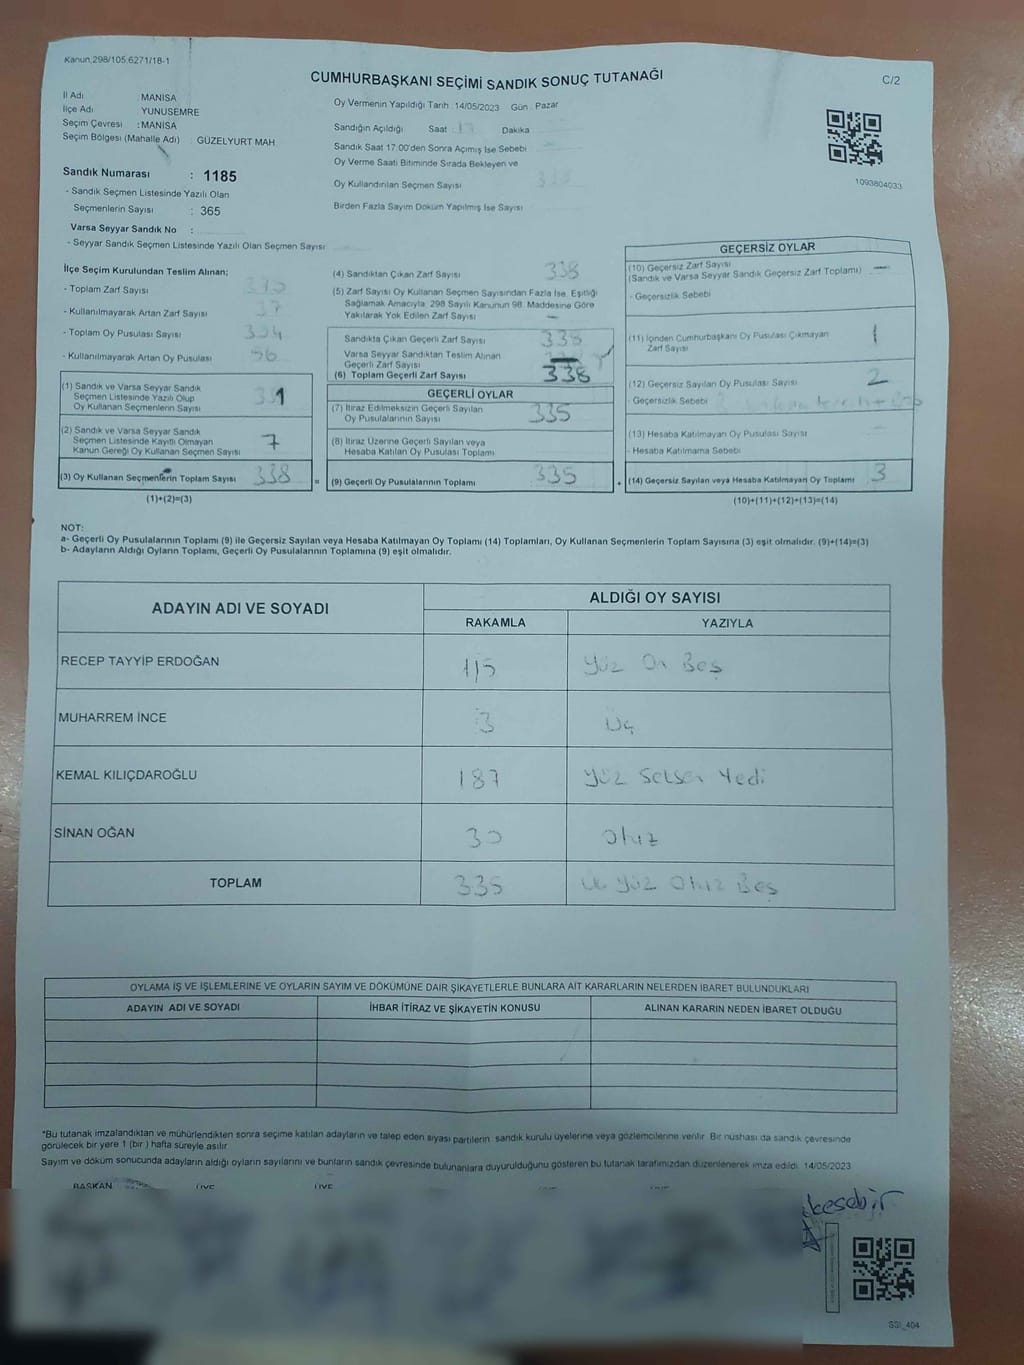 Kanun,298/105,6271/18-1
CUMHURBAŞKANI SEÇİMİ SANDIK SONUÇ TUTANAĞI
C/2
İl Adı MANİSA
İlçe Adı YUNUSEMRE
Seçim Çevresi : MANİSA
Seçim Bölgesi (Mahalle Adı) : GÜZELYURT MAH.
Sandık Numarası : 1185
- Sandık Seçmen Listesinde Yazılı Olan
Seçmenlerin Sayısı : 365
Varsa Seyyar Sandık No :
- Seyyar Sandık Seçmen Listesinde Yazılı Olan Seçmen Sayısı
Oy Vermenin Yapıldığı Tarih : 14/05/2023 Gün : Pazar
Sandığın Açıldığı Saat : 17 Dakika
Sandık Saat 17:00'den Sonra Açımış İse Sebebi
Oy Verme Saati Bitiminde Sırada Bekleyen ve
Oy Kullandırılan Seçmen Sayısı
Birden Fazla Sayım Döküm Yapılmış İse Sayısı
1093804033
İlçe Seçim Kurulundan Teslim Alınan;
- Toplam Zarf Sayısı
- Kullanılmayarak Artan Zarf Sayısı
- Toplam Oy Pusulası Sayısı
- Kullanılmayarak Artan Oy Pusulası 56
(1) Sandık ve Varsa Seyyar Sandık
Seçmen Listesinde Yazılı Olup
Oy Kullanan Seçmenlerin Sayısı 331
(2) Sandık ve Varsa Seyyar Sandık
Seçmen Listesinde Kayıtlı Olmayan
Kanun Gereği Oy Kullanan Seçmen Sayısı 7
(3) Oy Kullanan Seçmenlerin Toplam Sayısı 338 =
(1)+(2)=(3)
(4) Sandıktan Çıkan Zarf Sayısı 338
(5) Zarf Sayısı Oy Kullanan Seçmen Sayısından Fazla İse, Eşitliği
Sağlamak Amacıyla, 298 Sayılı Kanunun 98. Maddesine Göre
Yakılarak Yok Edilen Zarf Sayısı —
Sandıkta Çıkan Geçerli Zarf Sayısı 338
Varsa Seyyar Sandıktan Teslim Alınan
Geçerli Zarf Sayısı
(6) Toplam Geçerli Zarf Sayısı 338
GEÇERLİ OYLAR
(7) İtiraz Edilmeksizin Geçerli Sayılan
Oy Pusulalarının Sayısı 335
(8) İtiraz Üzerine Geçerli Sayılan veya
Hesaba Katılan Oy Pusulası Toplamı
(9) Geçerli Oy Pusulalarının Toplamı 335 +
GEÇERSİZ OYLAR
(10) Geçersiz Zarf Sayısı
(Sandık ve Varsa Seyyar Sandık Geçersiz Zarf Toplamı) —
- Geçersizlik Sebebi
(11) İçinden Cumhurbaşkanı Oy Pusulası Çıkmayan
Zarf Sayısı 1
(12) Geçersiz Sayılan Oy Pusulası Sayısı 2
- Geçersizlik Sebebi
(13) Hesaba Katılmayan Oy Pusulası Sayısı
- Hesaba Katılmama Sebebi
(14) Geçersiz Sayılan veya Hesaba Katılmayan Oy Toplamı 3
(10)+(11)+(12)+(13)=(14)
NOT:
a- Geçerli Oy Pusulalarının Toplamı (9) ile Geçersiz Sayılan veya Hesaba Katılmayan Oy Toplamı (14) Toplamları, Oy Kullanan Seçmenlerin Toplam Sayısına (3) eşit olmalıdır. (9)+(14)=(3)
b- Adayların Aldığı Oyların Toplamı, Geçerli Oy Pusulalarının Toplamına (9) eşit olmalıdır.
ADAYIN ADI VE SOYADI
ALDIĞI OY SAYISI
RAKAMLA YAZIYLA
RECEP TAYYİP ERDOĞAN 115 Yüz On Beş
MUHARREM İNCE 3 Üç
KEMAL KILIÇDAROĞLU 187 Yüz Seksen Yedi
SİNAN OĞAN 30 Otuz
TOPLAM 335 Üç Yüz Otuz Beş
OYLAMA İŞ VE İŞLEMLERİNE VE OYLARIN SAYIM VE DÖKÜMÜNE DAİR ŞİKAYETLERLE BUNLARA AİT KARARLARIN NELERDEN İBARET BULUNDUKLARI
ADAYIN ADI VE SOYADI İHBAR İTİRAZ VE ŞİKAYETİN KONUSU ALINAN KARARIN NEDEN İBARET OLDUĞU
*Bu tutanak imzalandıktan ve mühürlendikten sonra seçime katılan adayların ve talep eden siyasi partilerin sandık kurulu üyelerine veya gözlemcilerine verilir. Bir nüshası da sandık çevresinde
görülecek bir yere 1 (bir ) hafta süreyle asılır
Sayım ve döküm sonucunda adayların aldığı oyların sayılarını ve bunların sandık çevresinde bulunanlara duyurulduğunu gösteren bu tutanak tarafımızdan düzenlenerek imza edildi. 14/05/2023
BAŞKAN ÜYE ÜYE
SSİ_404